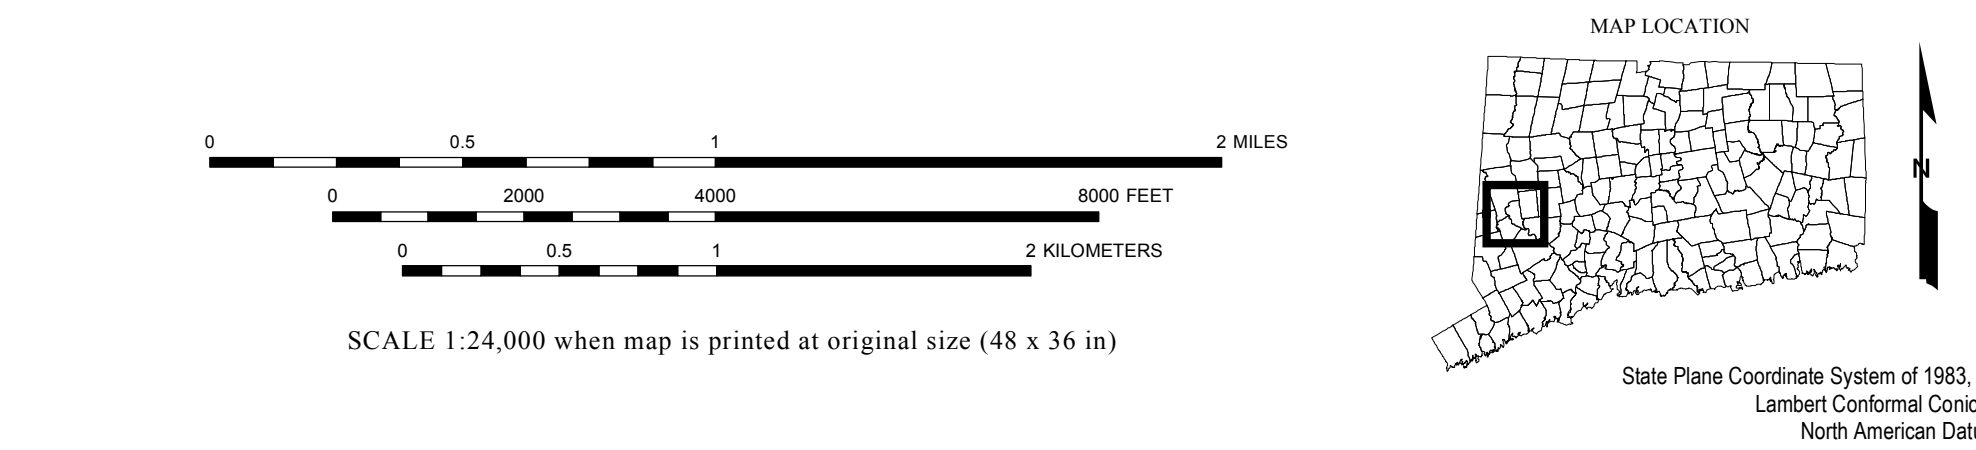 MAP LOCATION
0 0.5 1 2 MILES
0 2000 4000 8000 FEET
N
0 0.5 1 2 KILOMETERS
SCALE 1:24,000 when map is printed at original size (48 x 36 in)
State Plane Coordinate System of 1983,
Lambert Conformal Conic
North American Datu